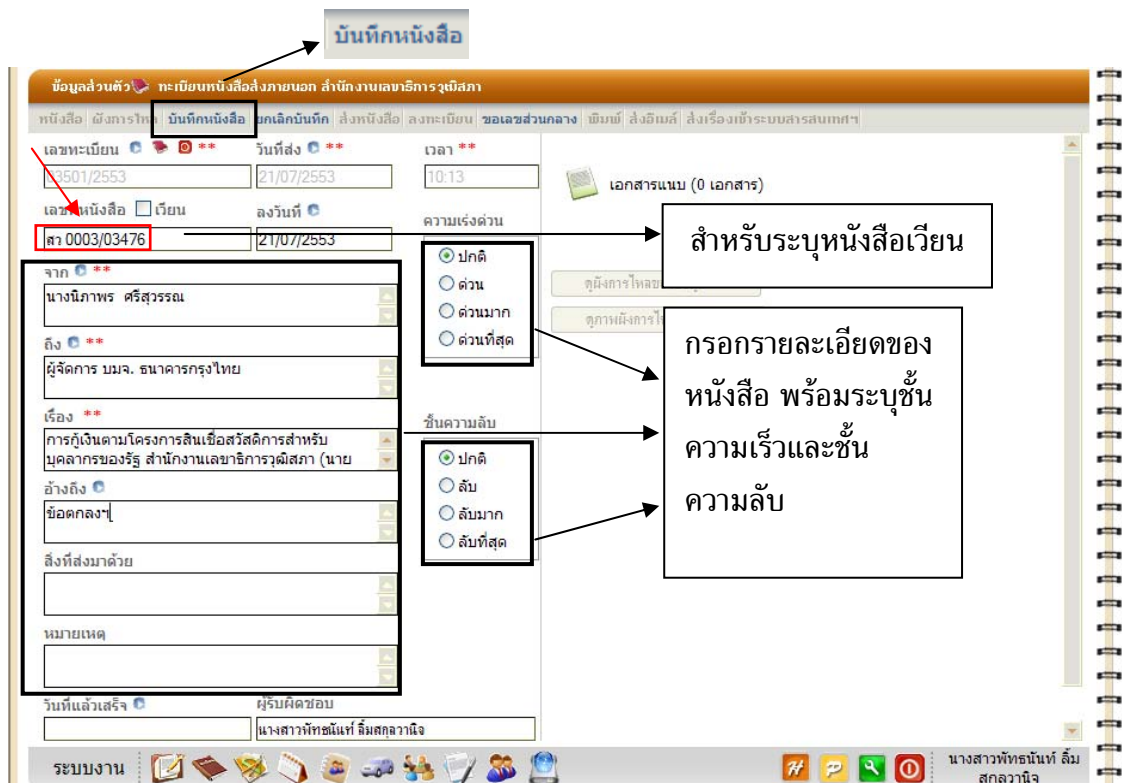 บันทึกหนังสือ
ข้อมูลส่วนตัว ทะเบียนหนังสือส่งภายนอก สำนักงานเลขาธิการวุฒิสภา
หนังสือ ผังการไหล บันทึกหนังสือ ยกเลิกบันทึก ส่งหนังสือ ลงทะเบียน ขอเลขส่วนกลาง พิมพ์ ส่งอีเมล์ ส่งเรื่องเข้าระบบสารสนเทศฯ
เลขทะเบียน ** วันที่ส่ง ** เวลา **
03501/2553 21/07/2553 10:13
เอกสารแนบ (0 เอกสาร)
เลขที่หนังสือ เวียน ลงวันที่ ความเร่งด่วน
สว 0003/03476 21/07/2553
สำหรับระบุหนังสือเวียน
ปกติ
ด่วน
ด่วนมาก
ด่วนที่สุด
จาก **
นางนิภาพร ศรีสุวรรณ
ดูผังการไหล
ถึง **
ผู้จัดการ บมจ. ธนาคารกรุงไทย
กรอกรายละเอียดของ
หนังสือ พร้อมระบุชั้น
ความเร็วและชั้น
ความลับ
เรื่อง **
การกู้เงินตามโครงการสินเชื่อสวัสดิการสำหรับ
บุคลากรของรัฐ สำนักงานเลขาธิการวุฒิสภา (นาย
ชั้นความลับ
ปกติ
ลับ
ลับมาก
ลับที่สุด
อ้างถึง
ข้อตกลงฯ
สิ่งที่ส่งมาด้วย
หมายเหตุ
วันที่แล้วเสร็จ ผู้รับผิดชอบ
นางสาวพัทธนันท์ ลิ้มสกุลวานิจ
ระบบงาน
นางสาวพัทธนันท์ ลิ้ม
สกุลวานิจ